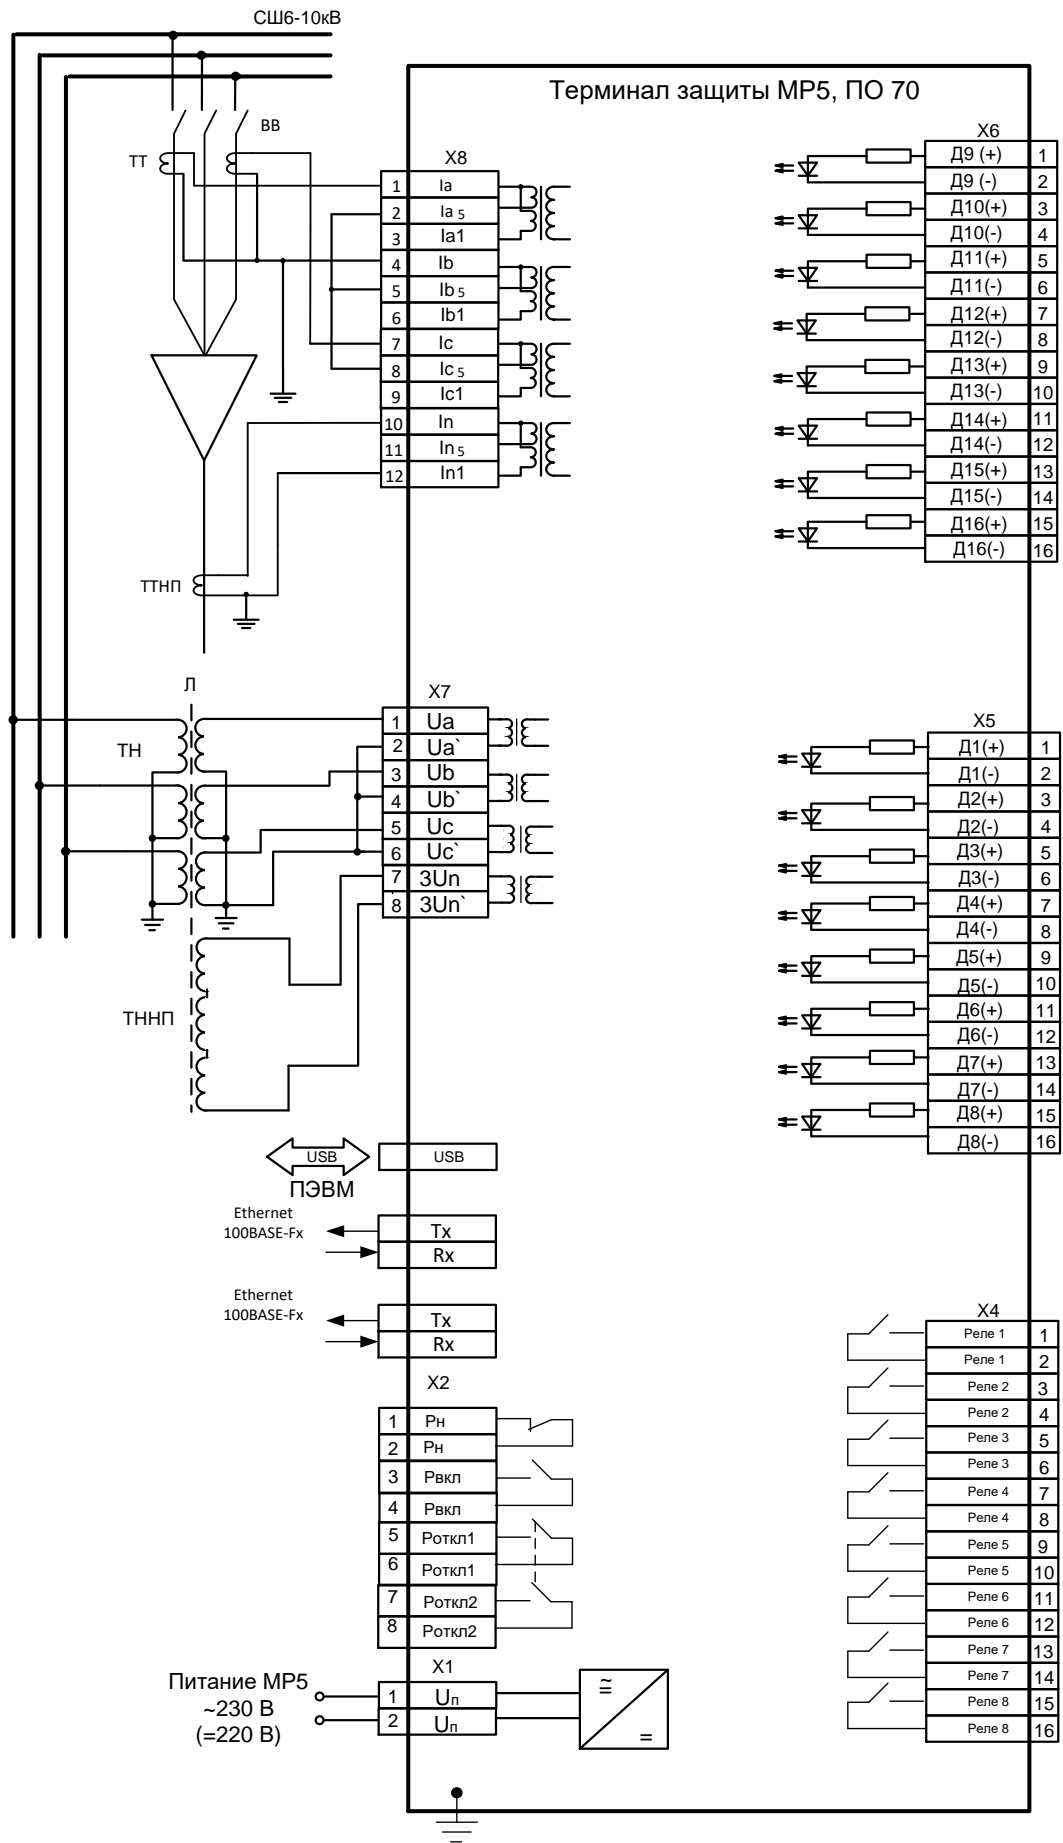 СШ6-10кВ
Терминал защиты МР5, ПО 70
ВВ
ТТ
X8
1 Ia
2 Ia 5
3 Ia1
4 Ib
5 Ib 5
6 Ib1
7 Ic
8 Ic 5
9 Ic1
10 In
11 In 5
12 In1
ТТНП
X6
Д9 (+) 1
Д9 (-) 2
Д10(+) 3
Д10(-) 4
Д11(+) 5
Д11(-) 6
Д12(+) 7
Д12(-) 8
Д13(+) 9
Д13(-) 10
Д14(+) 11
Д14(-) 12
Д15(+) 13
Д15(-) 14
Д16(+) 15
Д16(-) 16
Л
ТН
X7
1 Ua
2 Ua`
3 Ub
4 Ub`
5 Uc
6 Uc`
7 3Un
8 3Un`
ТННП
X5
Д1(+) 1
Д1(-) 2
Д2(+) 3
Д2(-) 4
Д3(+) 5
Д3(-) 6
Д4(+) 7
Д4(-) 8
Д5(+) 9
Д5(-) 10
Д6(+) 11
Д6(-) 12
Д7(+) 13
Д7(-) 14
Д8(+) 15
Д8(-) 16
USB USB
ПЭВМ
Ethernet
100BASE-Fx
Tx
Rx
Ethernet
100BASE-Fx
Tx
Rx
X2
1 Рн
2 Рн
3 Рвкл
4 Рвкл
5 Роткл1
6 Роткл1
7 Роткл2
8 Роткл2
X4
Реле 1 1
Реле 1 2
Реле 2 3
Реле 2 4
Реле 3 5
Реле 3 6
Реле 4 7
Реле 4 8
Реле 5 9
Реле 5 10
Реле 6 11
Реле 6 12
Реле 7 13
Реле 7 14
Реле 8 15
Реле 8 16
X1
Питание МР5
~230 В
(=220 В)
1 Uп
2 Uп